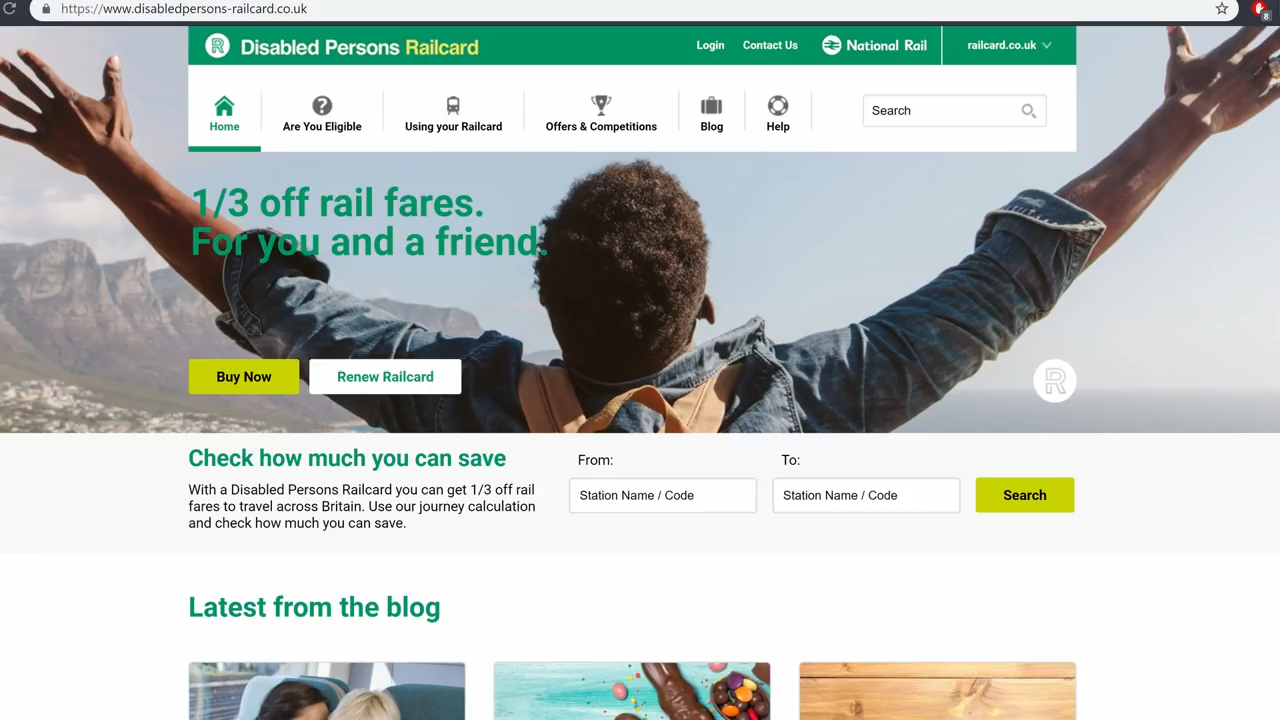 https://www.disabledpersons-railcard.co.uk
8
Disabled Persons Railcard
Login
Contact Us
National Rail
railcard.co.uk
Home
Are You Eligible
Using your Railcard
Offers & Competitions
Blog
Help
Search
1/3 off rail fares.
For you and a friend.
Buy Now
Renew Railcard
R
Check how much you can save
With a Disabled Persons Railcard you can get 1/3 off rail
fares to travel across Britain. Use our journey calculation
and check how much you can save.
From:
Station Name / Code
To:
Station Name / Code
Search
Latest from the blog